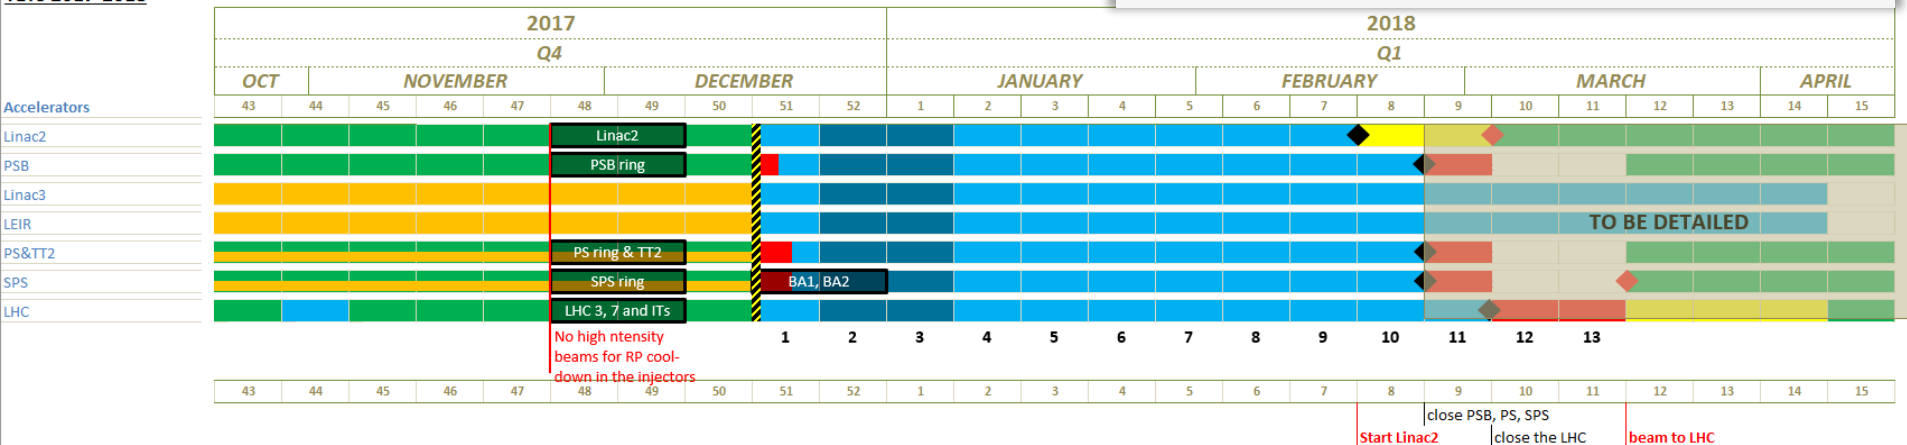 2017 2018
Q4 Q1
OCT NOVEMBER DECEMBER JANUARY FEBRUARY MARCH APRIL
Accelerators 43 44 45 46 47 48 49 50 51 52 1 2 3 4 5 6 7 8 9 10 11 12 13 14 15
Linac2 Linac2
PSB PSB ring
Linac3
LEIR TO BE DETAILED
PS&TT2 PS ring & TT2
SPS SPS ring BA1, BA2
LHC LHC 3, 7 and ITs
No high ntensity 1 2 3 4 5 6 7 8 9 10 11 12 13
beams for RP cool-
down in the injectors
43 44 45 46 47 48 49 50 51 52 1 2 3 4 5 6 7 8 9 10 11 12 13 14 15
close PSB, PS, SPS
Start Linac2 close the LHC beam to LHC